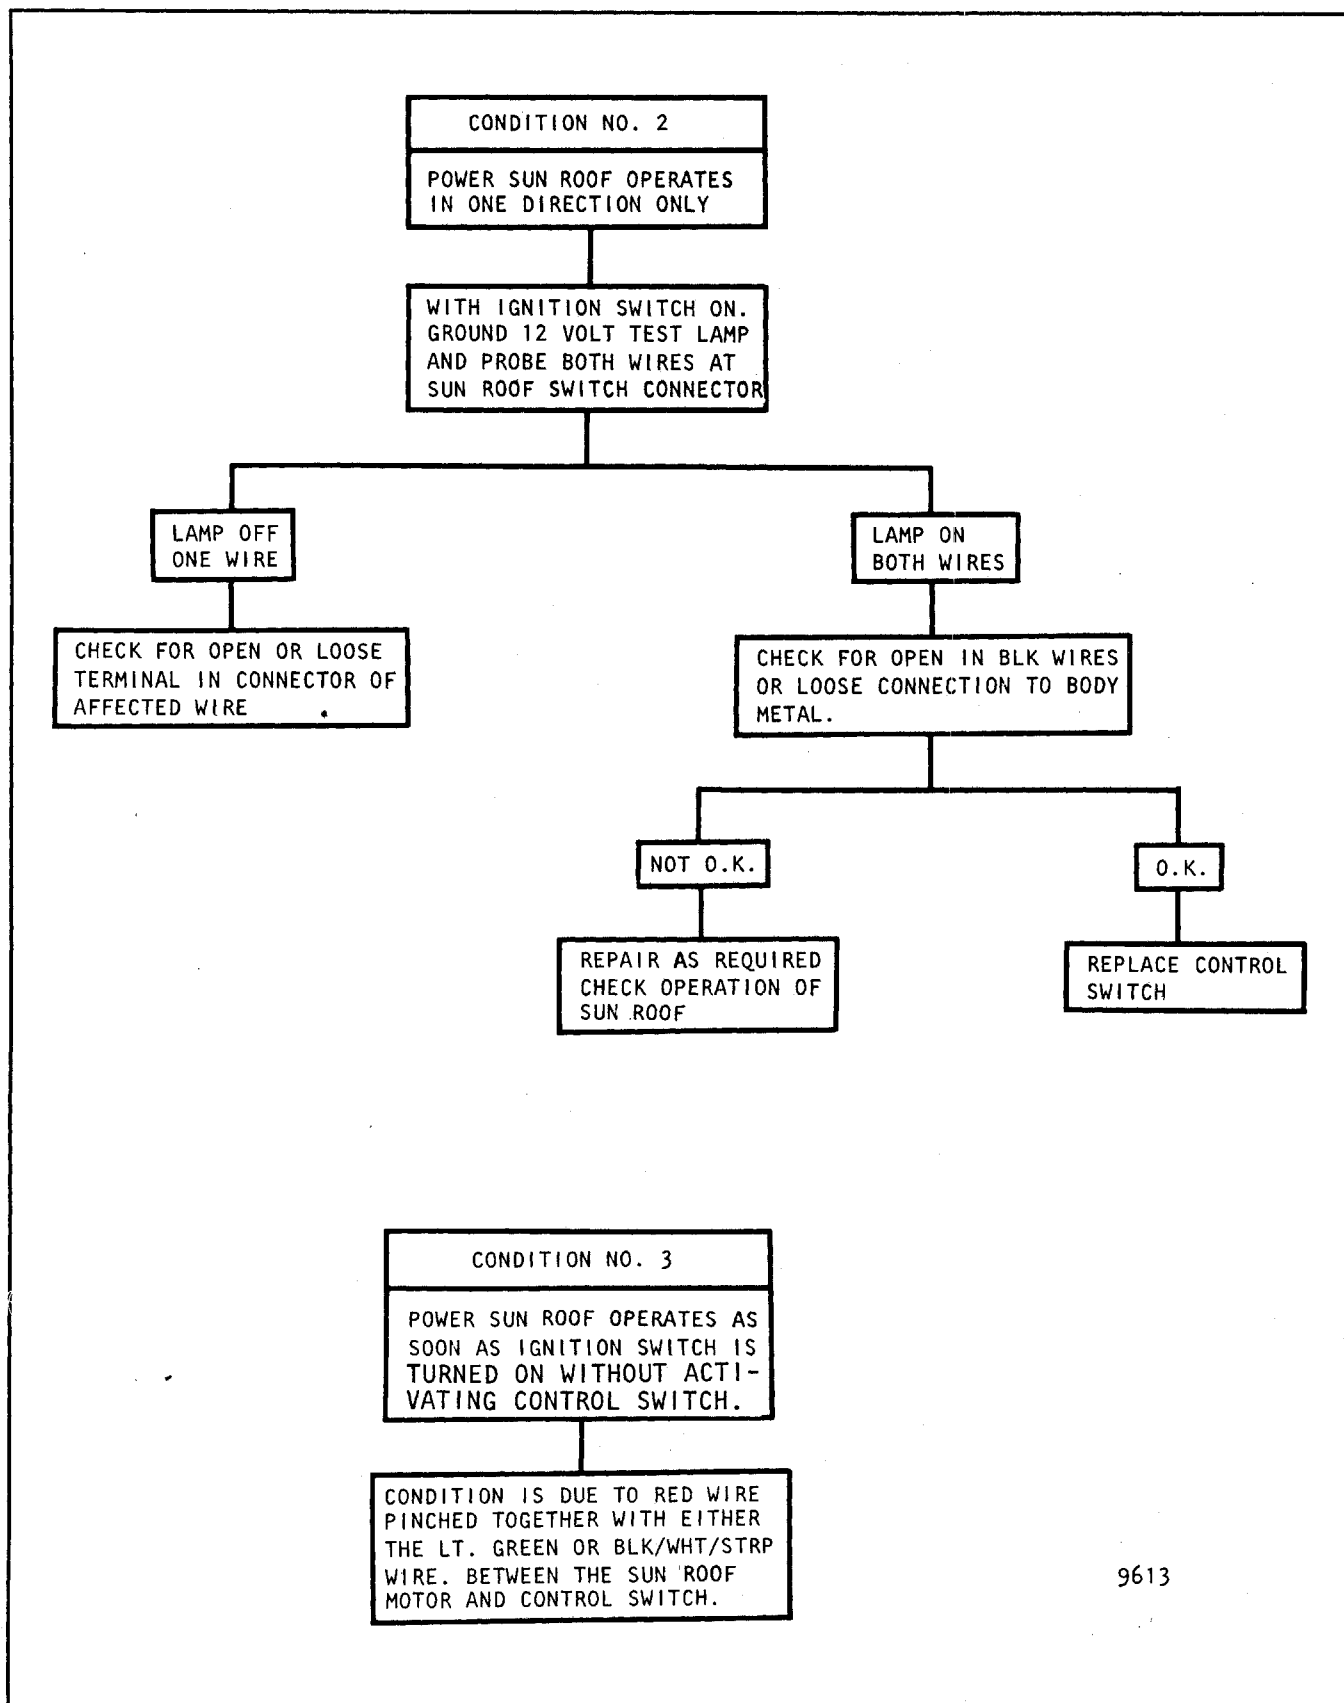 CONDITION NO. 2
POWER SUN ROOF OPERATES
IN ONE DIRECTION ONLY
WITH IGNITION SWITCH ON.
GROUND 12 VOLT TEST LAMP
AND PROBE BOTH WIRES AT
SUN ROOF SWITCH CONNECTOR
LAMP OFF
ONE WIRE
LAMP ON
BOTH WIRES
CHECK FOR OPEN OR LOOSE
TERMINAL IN CONNECTOR OF
AFFECTED WIRE
CHECK FOR OPEN IN BLK WIRES
OR LOOSE CONNECTION TO BODY
METAL.
NOT O.K.
O.K.
REPAIR AS REQUIRED
CHECK OPERATION OF
SUN ROOF
REPLACE CONTROL
SWITCH
CONDITION NO. 3
POWER SUN ROOF OPERATES AS
SOON AS IGNITION SWITCH IS
TURNED ON WITHOUT ACTI-
VATING CONTROL SWITCH.
CONDITION IS DUE TO RED WIRE
PINCHED TOGETHER WITH EITHER
THE LT. GREEN OR BLK/WHT/STRP
WIRE. BETWEEN THE SUN ROOF
MOTOR AND CONTROL SWITCH.
9613